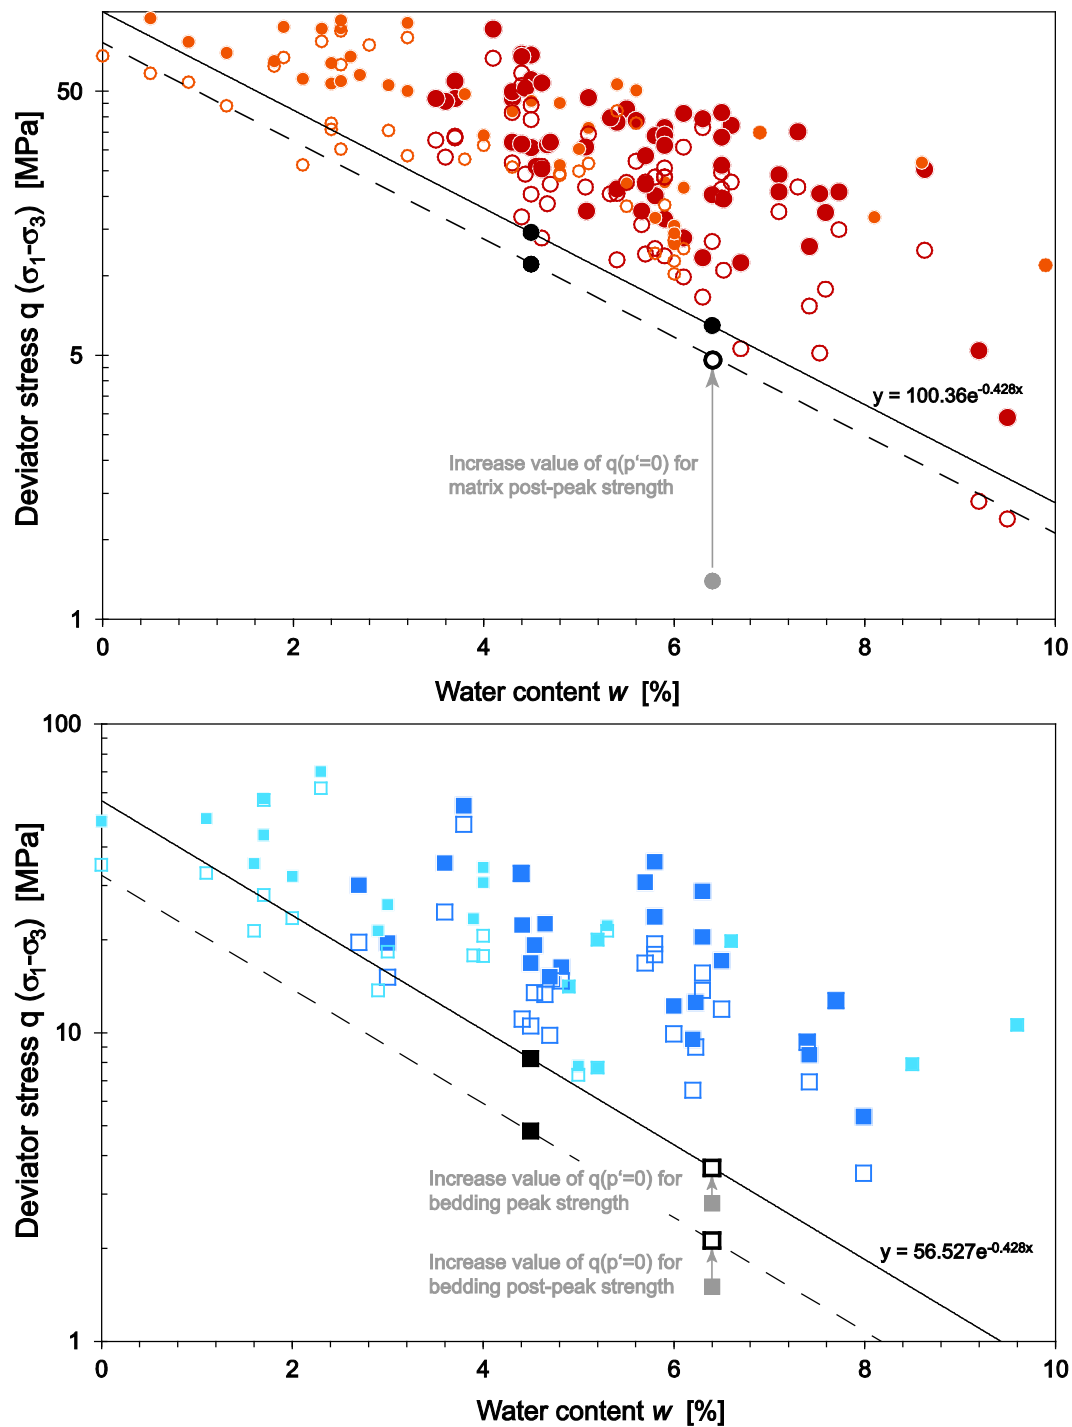 Deviator stress q (σ1-σ3) [MPa]
50
5
1
y = 100.36e-0.428x
Increase value of q(p‘=0) for
matrix post-peak strength
0 2 4 6 8 10
Water content w [%]
Deviator stress q (σ1-σ3) [MPa]
100
10
1
Increase value of q(p‘=0) for
bedding peak strength
y = 56.527e-0.428x
Increase value of q(p‘=0) for
bedding post-peak strength
0 2 4 6 8 10
Water content w [%]